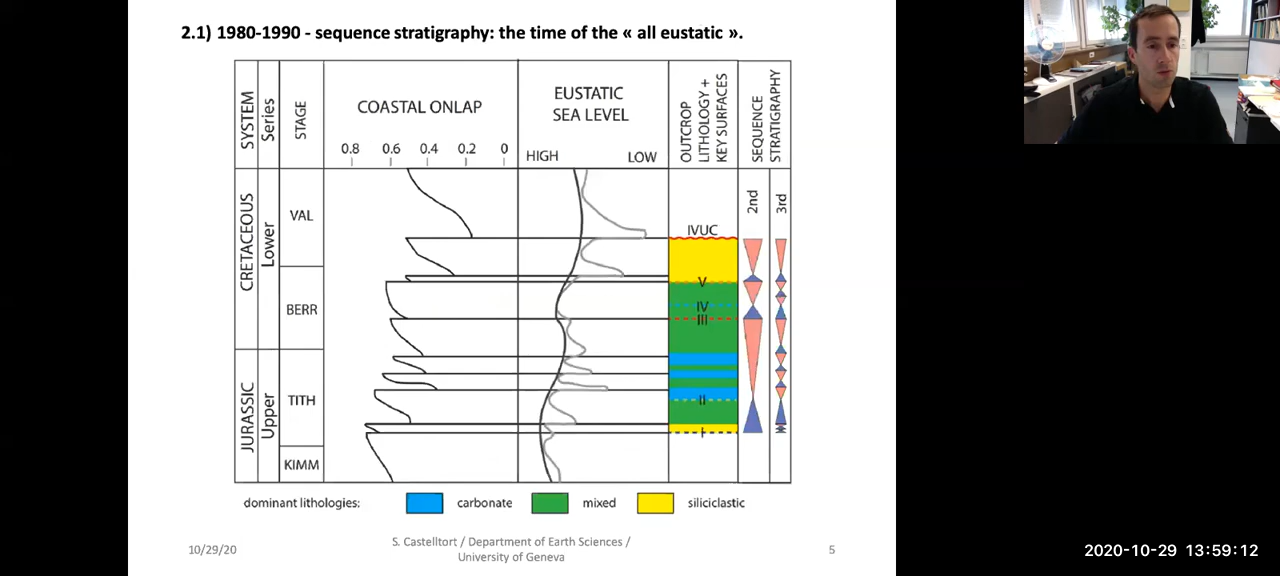 2.1) 1980-1990 - sequence stratigraphy: the time of the « all eustatic ».
SYSTEM
Series
STAGE
COASTAL ONLAP
0.8 0.6 0.4 0.2 0
EUSTATIC
SEA LEVEL
HIGH LOW
OUTCROP
LITHOLOGY +
KEY SURFACES
SEQUENCE
STRATIGRAPHY
2nd
3rd
CRETACEOUS
Lower
VAL
BERR
JURASSIC
Upper
TITH
KIMM
IVUC
V
IV
III
II
I
dominant lithologies: carbonate mixed siliciclastic
10/29/20
S. Castelltort / Department of Earth Sciences /
University of Geneva
5
2020-10-29 13:59:12